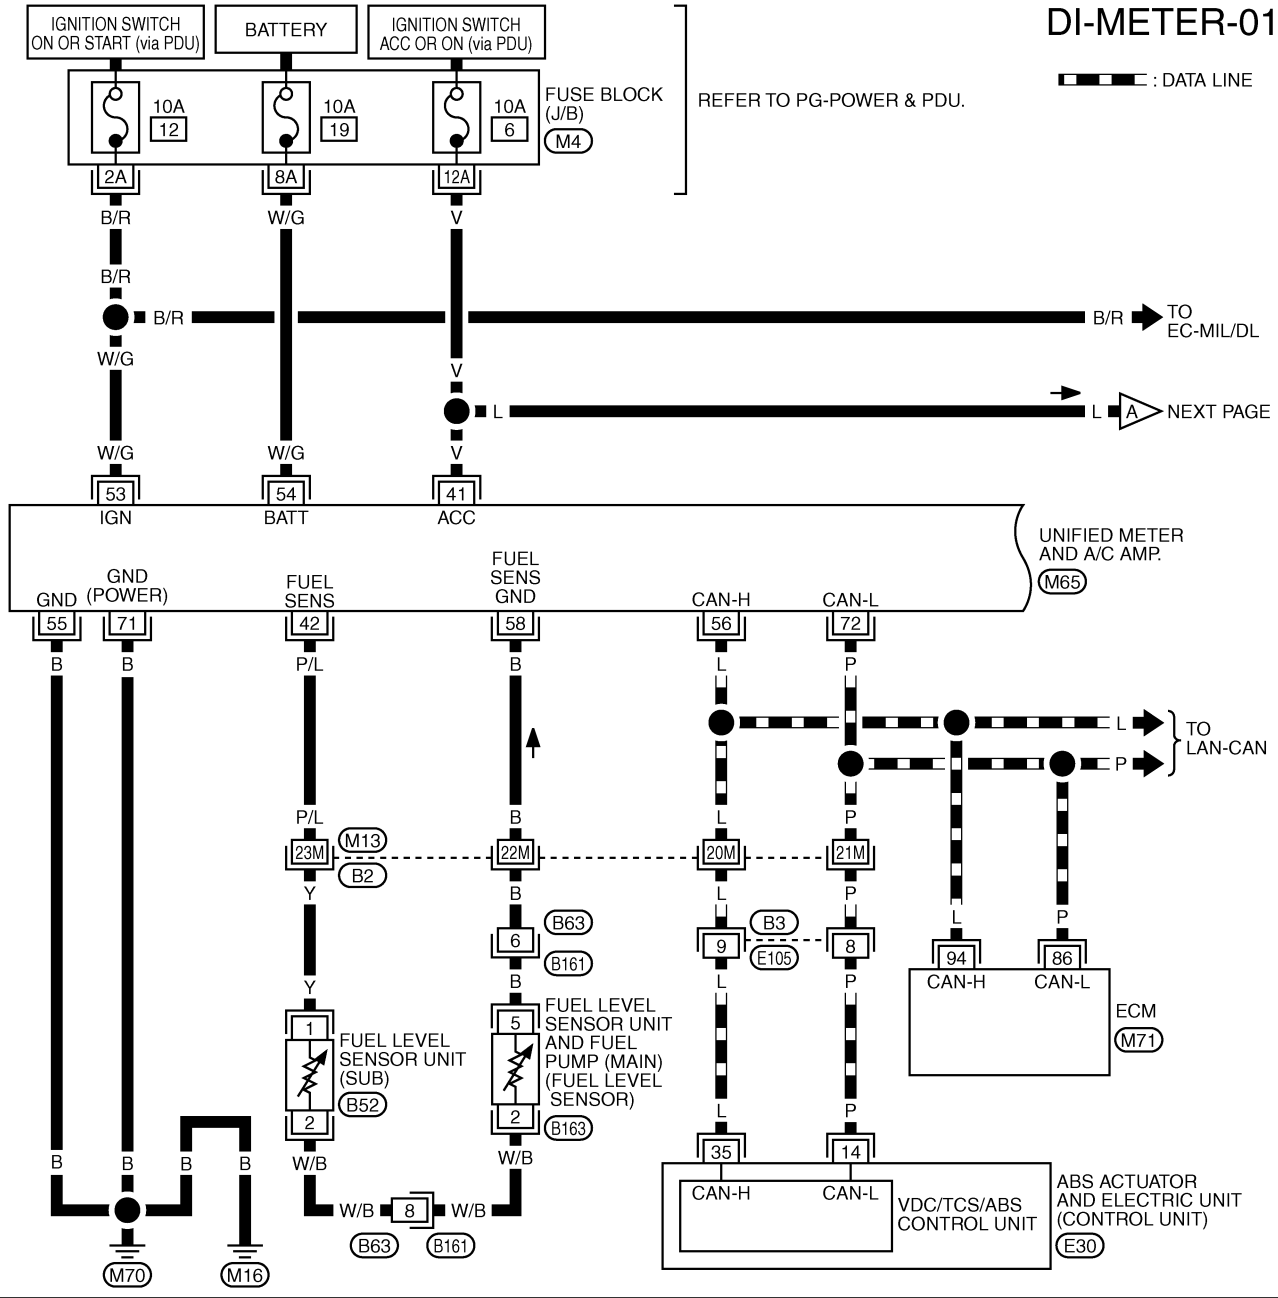 DI-METER-01
IGNITION SWITCH
ON OR START (via PDU)
BATTERY
IGNITION SWITCH
ACC OR ON (via PDU)
: DATA LINE
10A
12
10A
19
10A
6
FUSE BLOCK
(J/B)
M4
REFER TO PG-POWER & PDU.
2A
8A
12A
B/R
W/G
V
B/R
B/R
B/R
TO
EC-MIL/DL
W/G
V
L
L
A
NEXT PAGE
W/G
W/G
V
53
54
41
IGN
BATT
ACC
UNIFIED METER
AND A/C AMP.
M65
GND
GND
(POWER)
FUEL
SENS
FUEL
SENS
GND
CAN-H
CAN-L
55
71
42
58
56
72
B
B
P/L
B
L
P
L
P
TO
LAN-CAN
P/L
B
L
P
23M
M13
B2
22M
20M
21M
Y
B
L
P
L
P
B63
6
B161
9
B3
E105
8
94
86
CAN-H
CAN-L
ECM
M71
Y
B
L
P
1
FUEL LEVEL
SENSOR UNIT
(SUB)
B52
2
5
FUEL LEVEL
SENSOR UNIT
AND FUEL
PUMP (MAIN)
(FUEL LEVEL
SENSOR)
B163
2
L
P
35
14
B
B
B
B
W/B
W/B
W/B
8
W/B
B63
B161
M70
M16
CAN-H
CAN-L
VDC/TCS/ABS
CONTROL UNIT
ABS ACTUATOR
AND ELECTRIC UNIT
(CONTROL UNIT)
E30